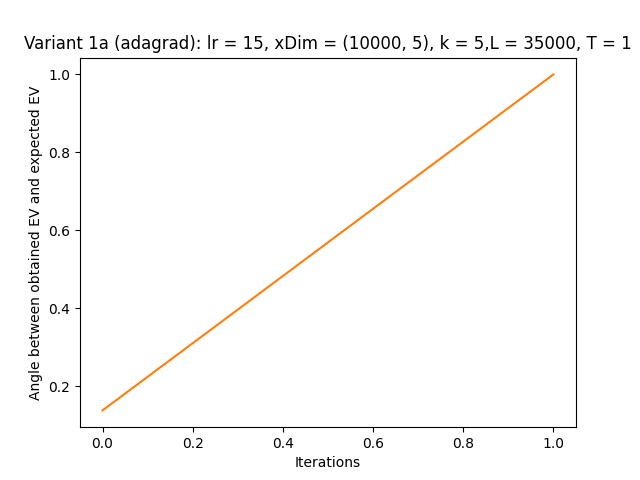 Variant 1a (adagrad): lr = 15, xDim = (10000, 5), k = 5,L = 35000, T = 1
Angle between obtained EV and expected EV
1.0
0.8
0.6
0.4
0.2
0.0 0.2 0.4 0.6 0.8 1.0
Iterations